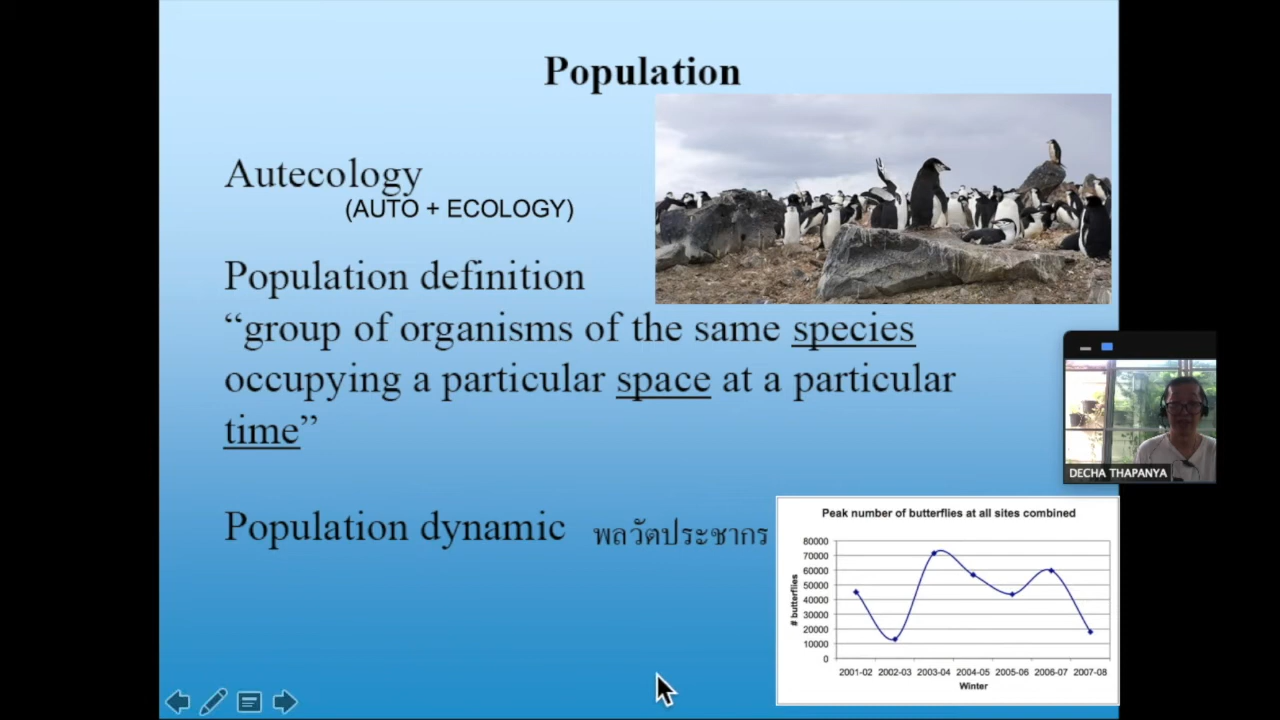 Population
Autecology
(AUTO + ECOLOGY)
Population definition
“group of organisms of the same species
occupying a particular space at a particular
time”
DECHA THAPANYA
Population dynamic พลวัตประชากร
Peak number of butterflies at all sites combined
# butterflies
80000
70000
60000
50000
40000
30000
20000
10000
0
2001-02 2002-03 2003-04 2004-05 2005-06 2006-07 2007-08
Winter